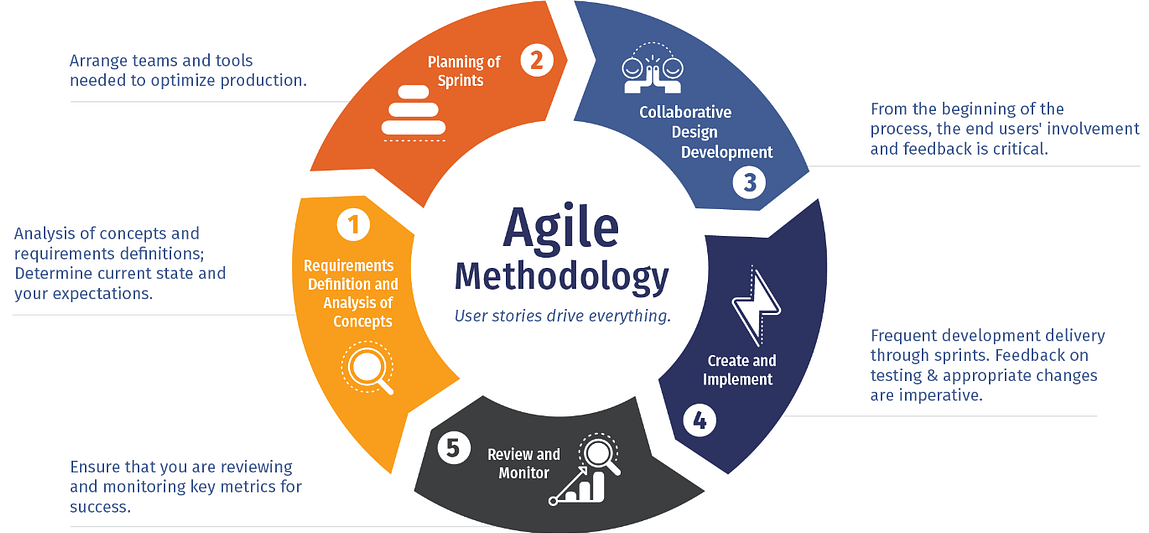 Agile
Methodology
User stories drive everything.
1
Requirements
Definition and
Analysis of
Concepts
Analysis of concepts and
requirements definitions;
Determine current state and
your expectations.
2
Planning of
Sprints
Arrange teams and tools
needed to optimize production.
Collaborative
Design
Development
3
From the beginning of the
process, the end users' involvement
and feedback is critical.
Create and
Implement
4
Frequent development delivery
through sprints. Feedback on
testing & appropriate changes
are imperative.
5
Review and
Monitor
Ensure that you are reviewing
and monitoring key metrics for
success.